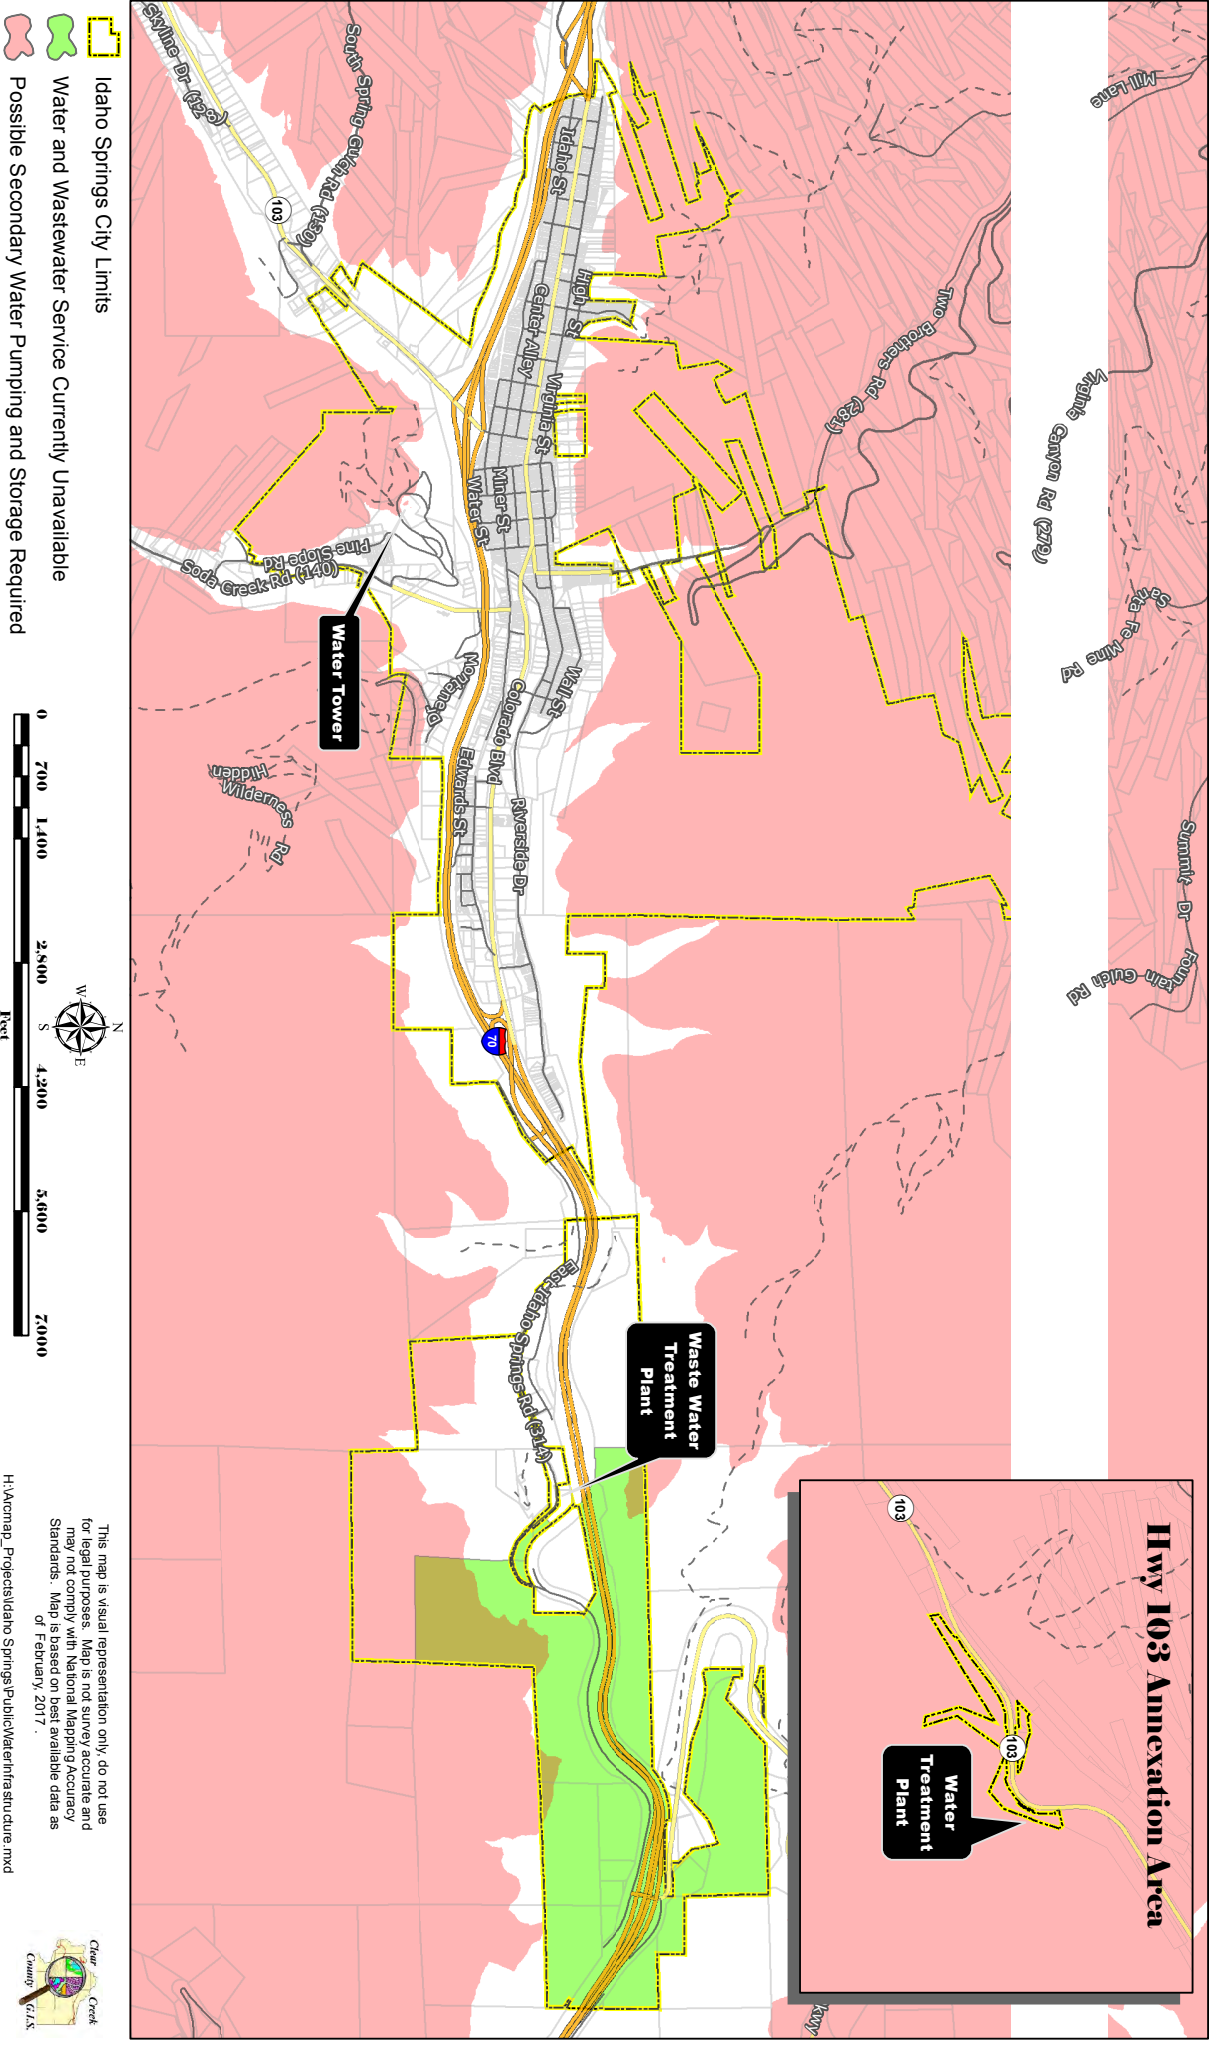 Mill Lane
Virginia Canyon Rd (279)
Santa Fe Mine Rd
Summit Dr
Fountain Gulch Rd
Two Brothers Rd (281)
Hwy 103 Annexation Area
103
103
Water
Treatment
Plant
kwy
Idaho St
High St
Center Alley
Virginia St
Miner St
Water St
Wall St
Colorado Blvd
Riverside Dr
Edwards St
Montane Dr
70
Waste Water
Treatment
Plant
East Idaho Springs Rd (314)
South Spring Gulch Rd (130)
Skyline Dr (128)
103
Pine Slope Rd
Soda Creek Rd (140)
Water Tower
Hidden Wilderness Rd
Idaho Springs City Limits
Water and Wastewater Service Currently Unavailable
Possible Secondary Water Pumping and Storage Required
N
W E
S
0 700 1,400 2,800 4,200 5,600 7,000
Feet
This map is visual representation only, do not use
for legal purposes. Map is not survey accurate and
may not comply with National Mapping Accuracy
Standards. Map is based on best available data as
of February, 2017.
H:\Arcmap_Projects\Idaho Springs\PublicWaterInfrastructure.mxd
Clear Creek
County G.I.S.